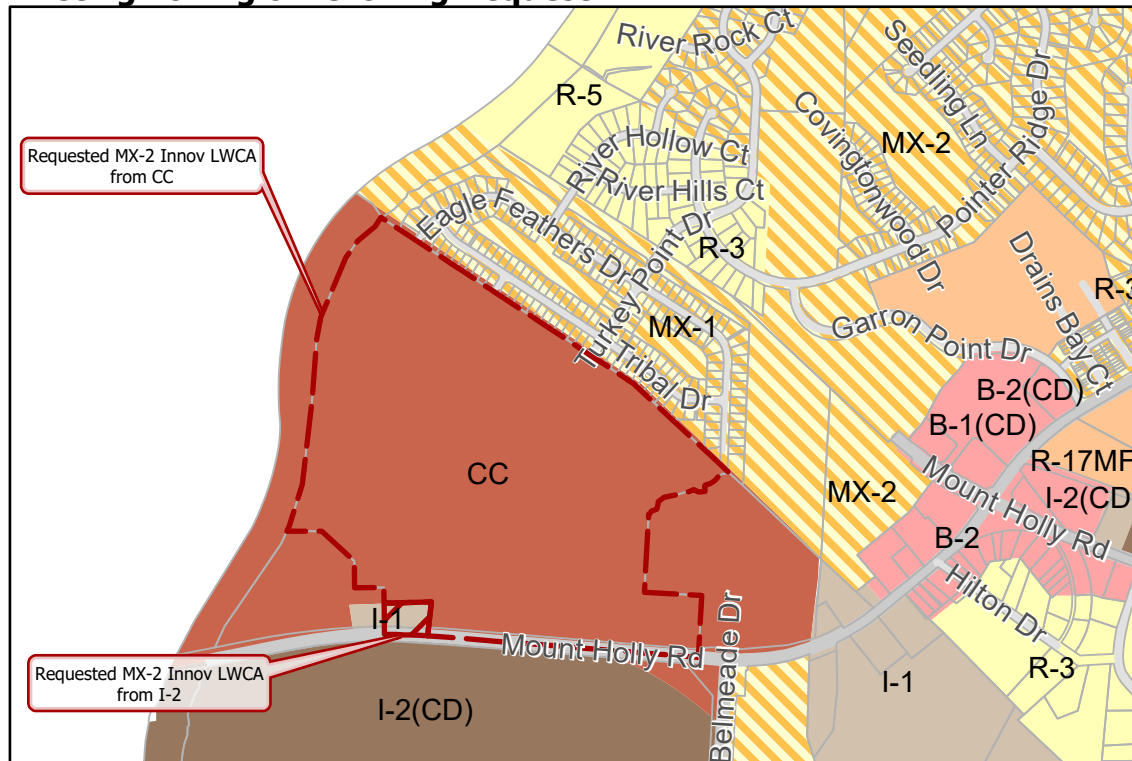 River Rock Ct
Seedling Ln
R-5
Covingtonwood Dr
MX-2
Pointer Ridge Dr
Requested MX-2 Innov LWCA
from CC
River Hollow Ct
River Hills Ct
Eagle Feathers Dr
Turkey Point Dr
R-3
Drains Bay Ct
R-3
MX-1
Garron Point Dr
Tribal Dr
B-2(CD)
B-1(CD)
CC
R-17MF
MX-2
Mount Holly Rd
I-2(CD
B-2
Hilton Dr
I-1
Belmeade Dr
Mount Holly Rd
R-3
Requested MX-2 Innov LWCA
from I-2
I-1
I-2(CD)